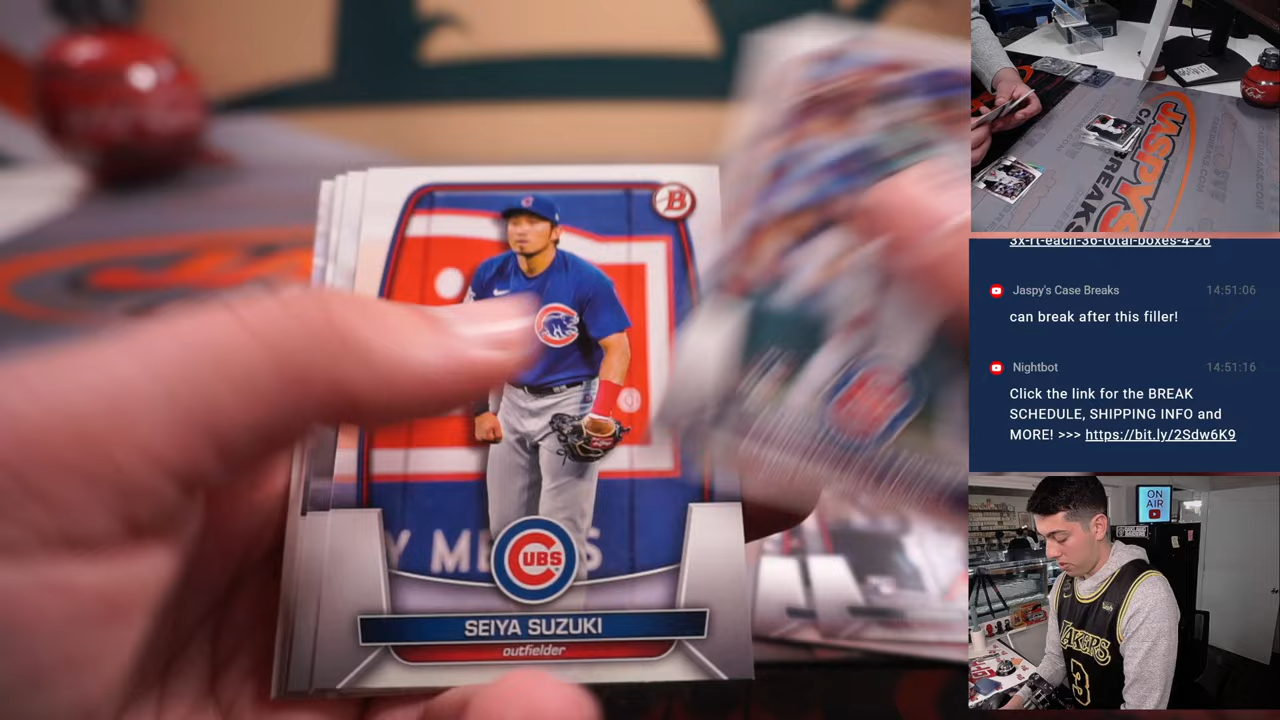 B
Y ME S
CUBS
SEIYA SUZUKI
outfielder
JASPYS
CASE BREAKS
3x-rt-each-36-total-boxes-4-26
Jaspy's Case Breaks 14:51:06
can break after this filler!
Nightbot 14:51:16
Click the link for the BREAK
SCHEDULE, SHIPPING INFO and
MORE! >>> https://bit.ly/2Sdw6K9
ON
AIR
LAKERS